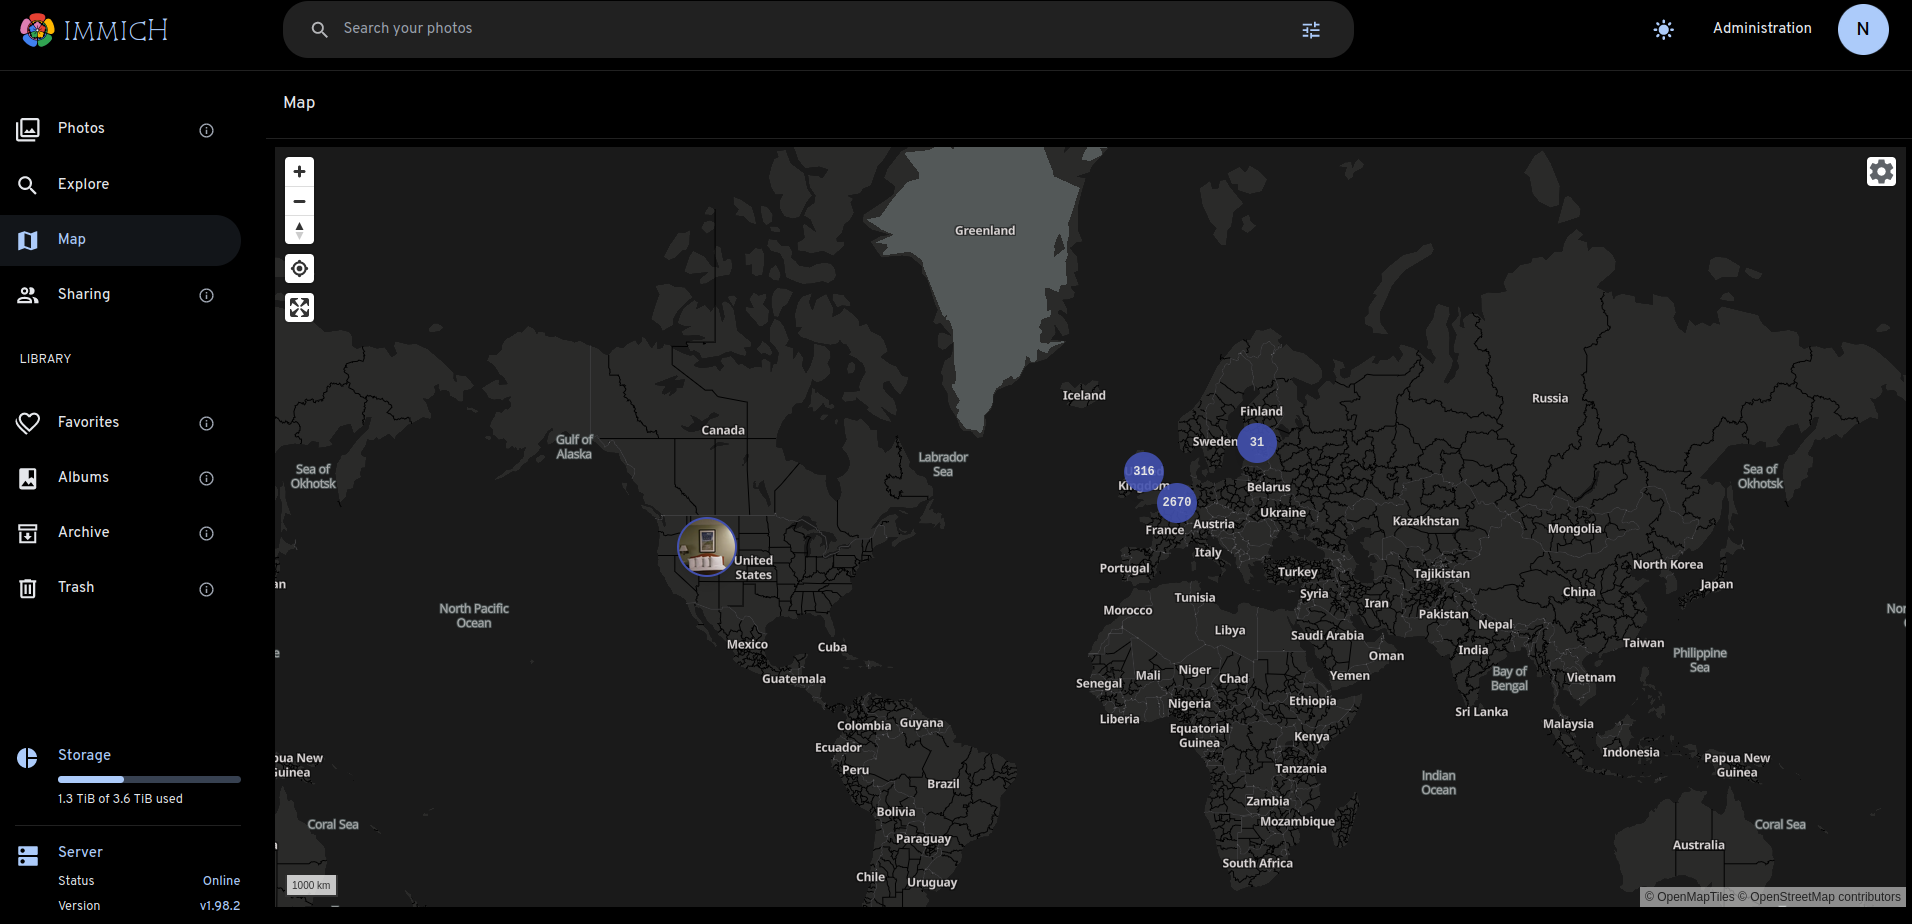 IMMICH
Search your photos
Administration
N
Photos
Explore
Map
Sharing
LIBRARY
Favorites
Albums
Archive
Trash
Storage
1.3 TiB of 3.6 TiB used
Server
Status Online
Version v1.98.2
Map
Greenland
Iceland
Russia
Finland
Canada
Gulf of
Alaska
Sweden
31
Labrador
Sea
Sea of
Okhotsk
316
Kingdom
Sea of
Okhotsk
Belarus
2670
Ukraine
Kazakhstan
Mongolia
France
Austria
Italy
United
States
Portugal
Turkey
Tajikistan
North Korea
Japan
an
Tunisia
Syria
Iran
China
North Pacific
Ocean
Morocco
Pakistan
Nepal
Nor
Libya
Saudi Arabia
Taiwan
Mexico
Cuba
India
Philippine
Sea
e
Oman
Guatemala
Senegal
Mali
Niger
Chad
Yemen
Bay of
Bengal
Vietnam
Nigeria
Ethiopia
Sri Lanka
Liberia
Colombia
Guyana
Equatorial
Guinea
Kenya
Malaysia
Ecuador
Indonesia
pua New
Guinea
Peru
Tanzania
Papua New
Guinea
Brazil
Indian
Ocean
Zambia
Bolivia
Mozambique
Coral Sea
Coral Sea
Paraguay
Australia
South Africa
Chile
Uruguay
1000 km
© OpenMapTiles © OpenStreetMap contributors